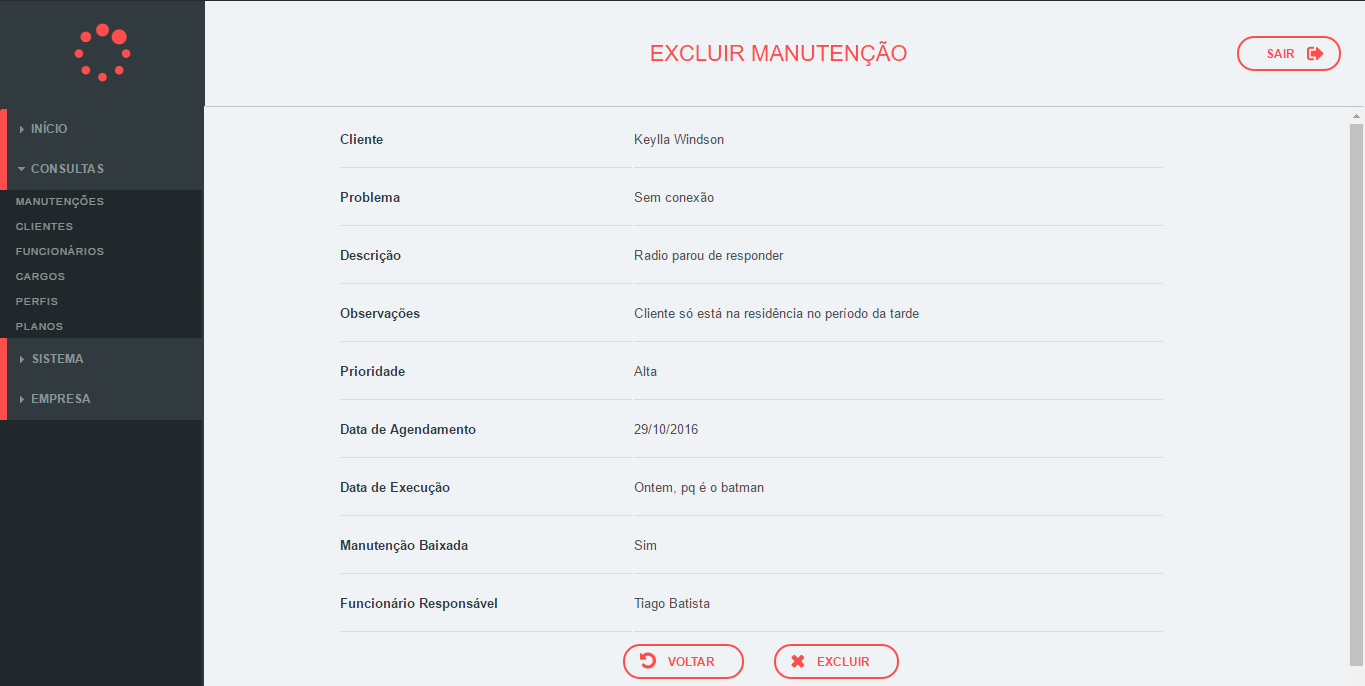 EXCLUIR MANUTENÇÃO
SAIR
INÍCIO
CONSULTAS
MANUTENÇÕES
CLIENTES
FUNCIONÁRIOS
CARGOS
PERFIS
PLANOS
SISTEMA
EMPRESA
Cliente Keylla Windson
Problema Sem conexão
Descrição Radio parou de responder
Observações Cliente só está na residência no período da tarde
Prioridade Alta
Data de Agendamento 29/10/2016
Data de Execução Ontem, pq é o batman
Manutenção Baixada Sim
Funcionário Responsável Tiago Batista
VOLTAR EXCLUIR